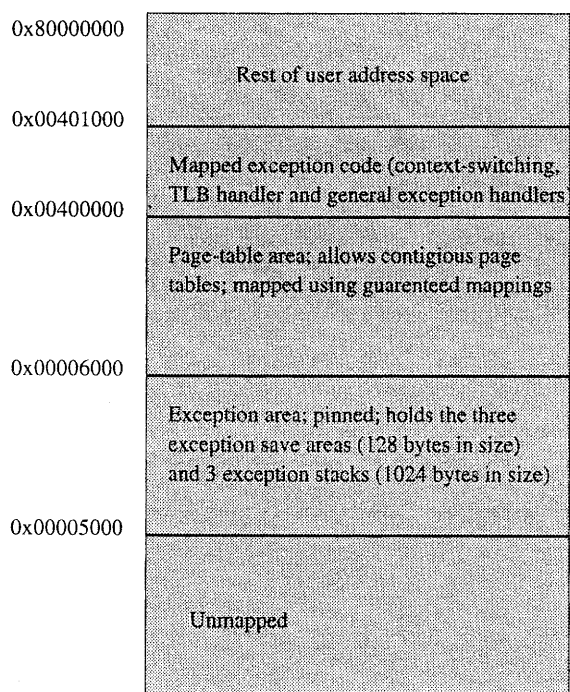 0x80000000
Rest of user address space
0x00401000
Mapped exception code (context-switching,
TLB handler and general exception handlers)
0x00400000
Page-table area; allows contigious page
tables; mapped using guarenteed mappings
0x00006000
Exception area; pinned; holds the three
exception save areas (128 bytes in size)
and 3 exception stacks (1024 bytes in size)
0x00005000
Unmapped